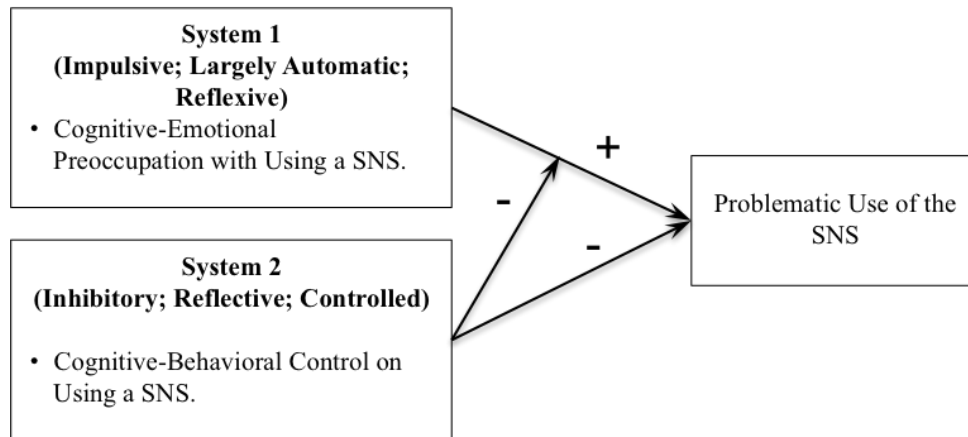 System 1
(Impulsive; Largely Automatic;
Reflexive)
• Cognitive-Emotional
Preoccupation with Using a SNS.
+
-
-
Problematic Use of the
SNS
System 2
(Inhibitory; Reflective; Controlled)
• Cognitive-Behavioral Control on
Using a SNS.